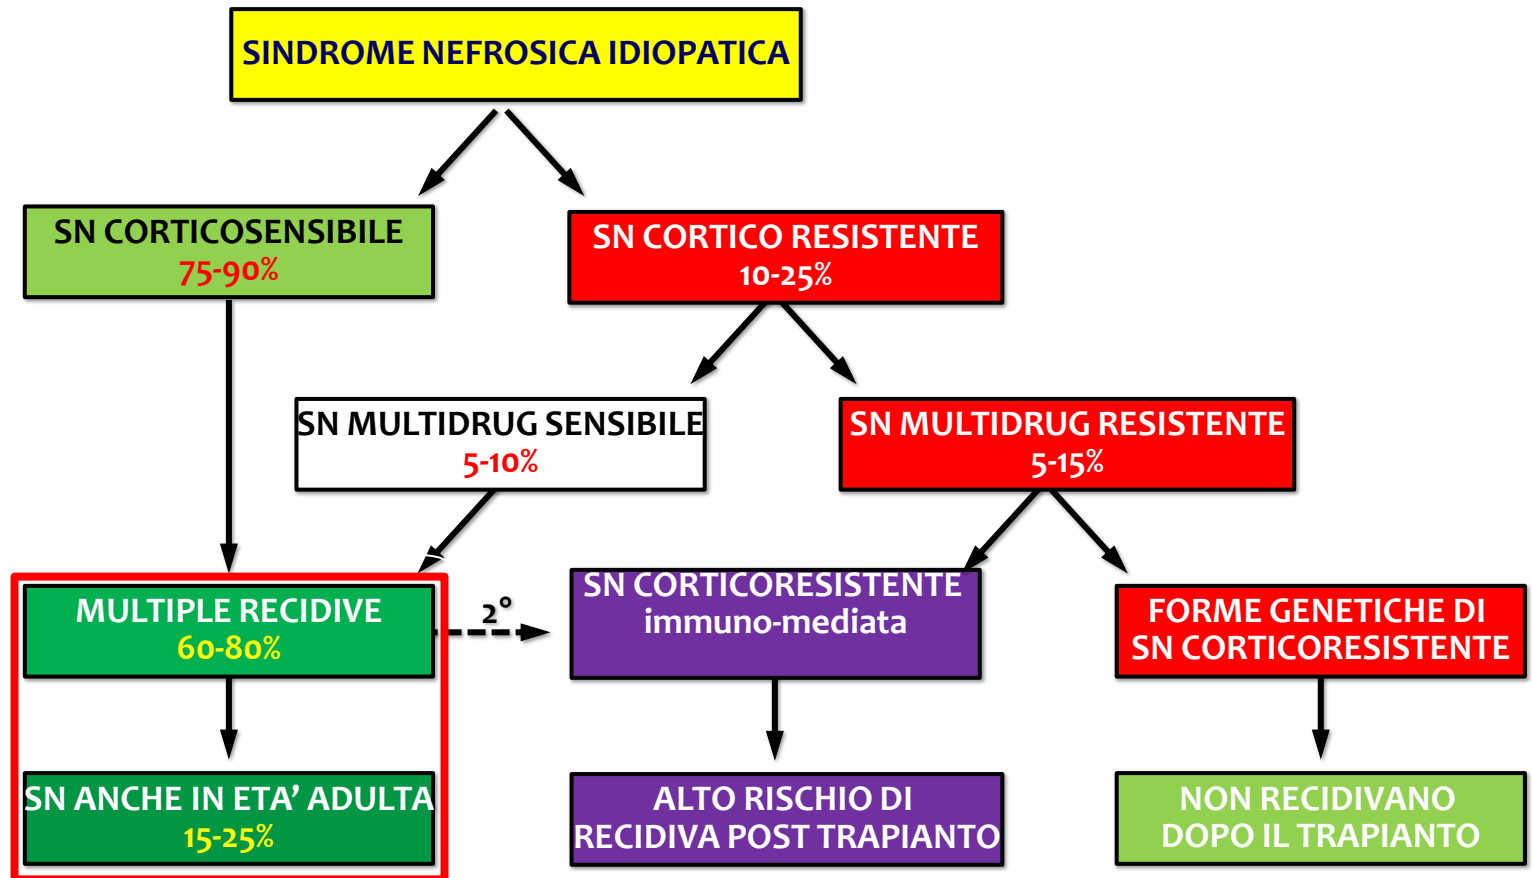 SINDROME NEFROSICA IDIOPATICA
SN CORTICOSENSIBILE
75-90%
SN CORTICO RESISTENTE
10-25%
SN MULTIDRUG SENSIBILE
5-10%
SN MULTIDRUG RESISTENTE
5-15%
MULTIPLE RECIDIVE
60-80%
2°
SN CORTICORESISTENTE
immuno-mediata
FORME GENETICHE DI
SN CORTICORESISTENTE
SN ANCHE IN ETA’ ADULTA
15-25%
ALTO RISCHIO DI
RECIDIVA POST TRAPIANTO
NON RECIDIVANO
DOPO IL TRAPIANTO